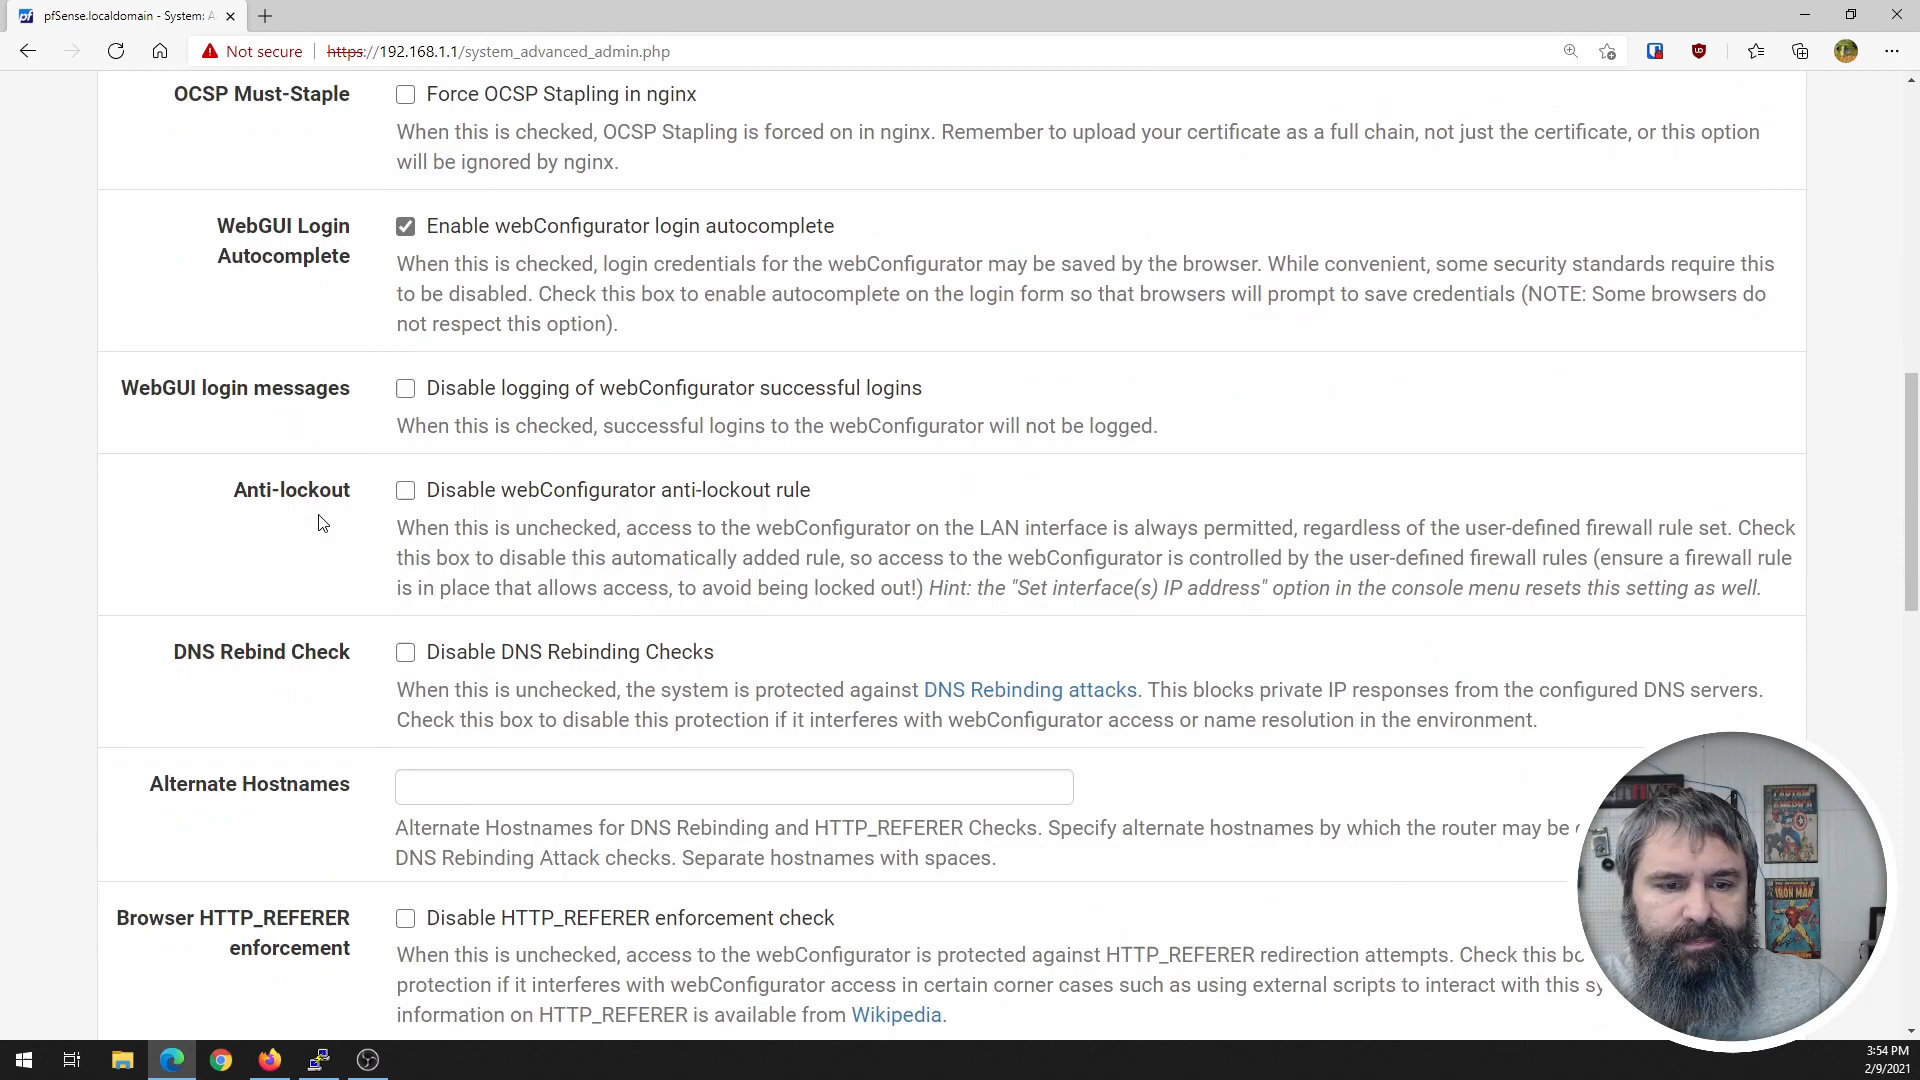 pfSense.localdomain - System: A
Not secure https://192.168.1.1/system_advanced_admin.php
OCSP Must-Staple
Force OCSP Stapling in nginx
When this is checked, OCSP Stapling is forced on in nginx. Remember to upload your certificate as a full chain, not just the certificate, or this option
will be ignored by nginx.
WebGUI Login
Autocomplete
Enable webConfigurator login autocomplete
When this is checked, login credentials for the webConfigurator may be saved by the browser. While convenient, some security standards require this
to be disabled. Check this box to enable autocomplete on the login form so that browsers will prompt to save credentials (NOTE: Some browsers do
not respect this option).
WebGUI login messages
Disable logging of webConfigurator successful logins
When this is checked, successful logins to the webConfigurator will not be logged.
Anti-lockout
Disable webConfigurator anti-lockout rule
When this is unchecked, access to the webConfigurator on the LAN interface is always permitted, regardless of the user-defined firewall rule set. Check
this box to disable this automatically added rule, so access to the webConfigurator is controlled by the user-defined firewall rules (ensure a firewall rule
is in place that allows access, to avoid being locked out!) Hint: the "Set interface(s) IP address" option in the console menu resets this setting as well.
DNS Rebind Check
Disable DNS Rebinding Checks
When this is unchecked, the system is protected against DNS Rebinding attacks. This blocks private IP responses from the configured DNS servers.
Check this box to disable this protection if it interferes with webConfigurator access or name resolution in the environment.
Alternate Hostnames
Alternate Hostnames for DNS Rebinding and HTTP_REFERER Checks. Specify alternate hostnames by which the router may be
DNS Rebinding Attack checks. Separate hostnames with spaces.
Browser HTTP_REFERER
enforcement
Disable HTTP_REFERER enforcement check
When this is unchecked, access to the webConfigurator is protected against HTTP_REFERER redirection attempts. Check this
protection if it interferes with webConfigurator access in certain corner cases such as using external scripts to interact with this
information on HTTP_REFERER is available from Wikipedia.
CAPTAIN
AMERICA
IRON MAN
3:54 PM
2/9/2021